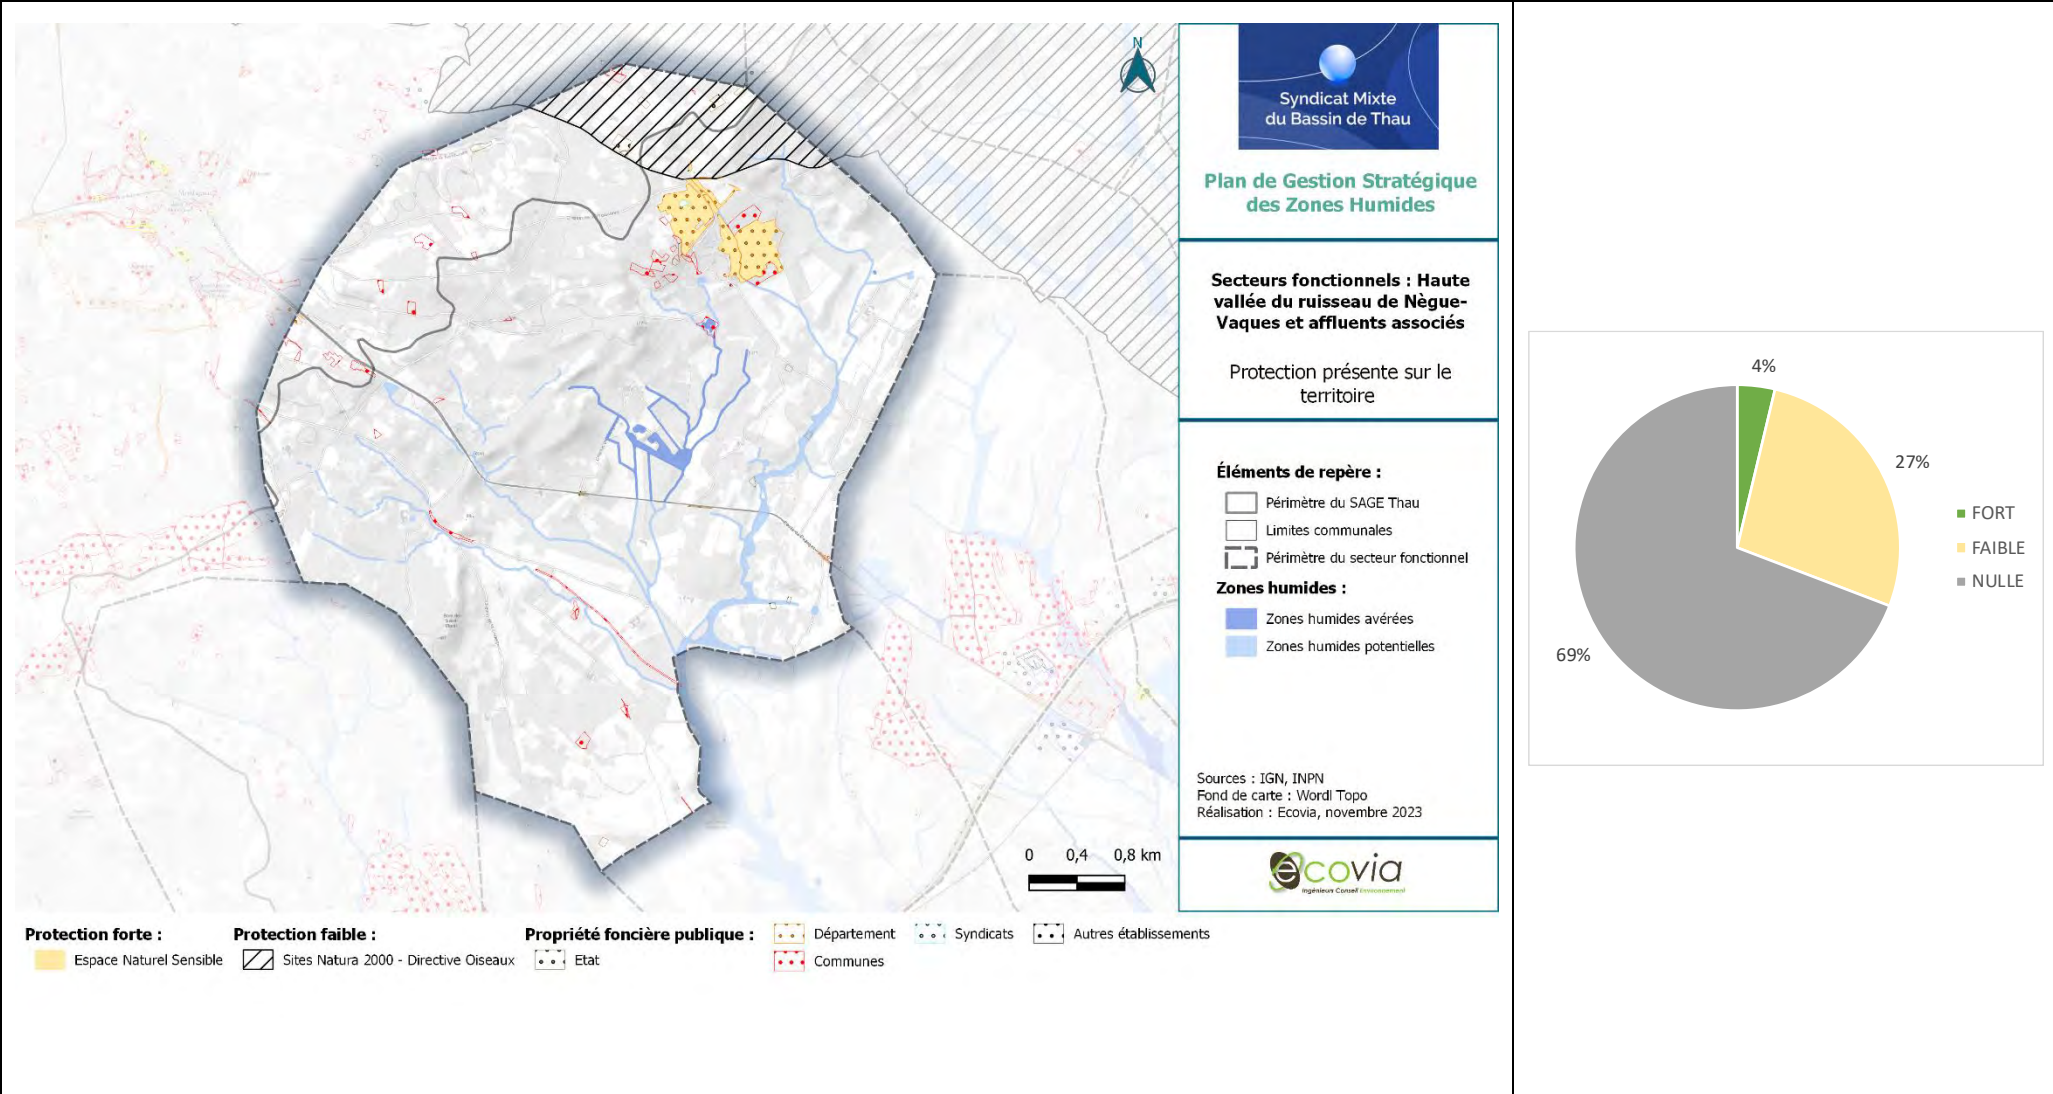 N
Syndicat Mixte
du Bassin de Thau
Plan de Gestion Stratégique
des Zones Humides
Secteurs fonctionnels : Haute
vallée du ruisseau de Nègue-
Vaques et affluents associés
Protection présente sur le
territoire
Éléments de repère :
Périmètre du SAGE Thau
Limites communales
Périmètre du secteur fonctionnel
Zones humides :
Zones humides avérées
Zones humides potentielles
Sources : IGN, INPN
Fond de carte : Wordl Topo
Réalisation : Ecovia, novembre 2023
ecovia
Ingénieurs Conseil Environnement
0 0,4 0,8 km
Protection forte :
Espace Naturel Sensible
Protection faible :
Sites Natura 2000 - Directive Oiseaux
Propriété foncière publique :
Etat
Département
Communes
Syndicats
Autres établissements
4%
27%
69%
FORT
FAIBLE
NULLE